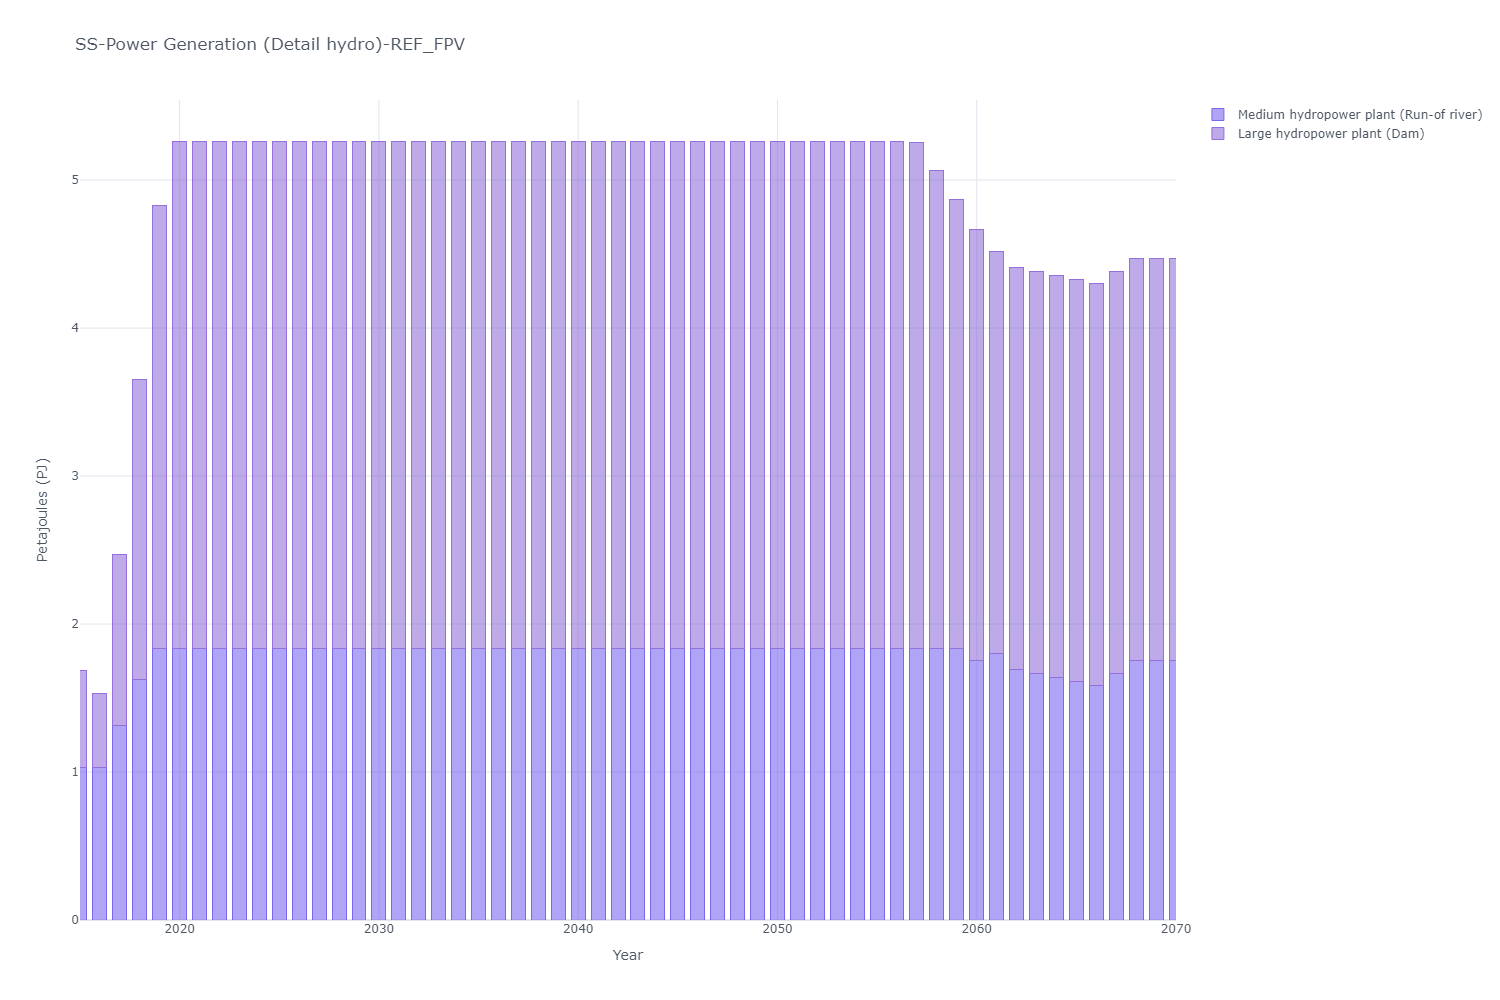 SS-Power Generation (Detail hydro)-REF_FPV
Medium hydropower plant (Run-of river)
Large hydropower plant (Dam)
5
4
3
2
1
0
Petajoules (PJ)
2020
2030
2040
2050
2060
2070
Year